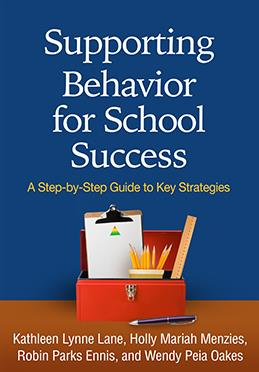 Supporting
Behavior
for School
Success
A Step-by-Step Guide to Key Strategies
Kathleen Lynne Lane, Holly Mariah Menzies,
Robin Parks Ennis, and Wendy Peia Oakes